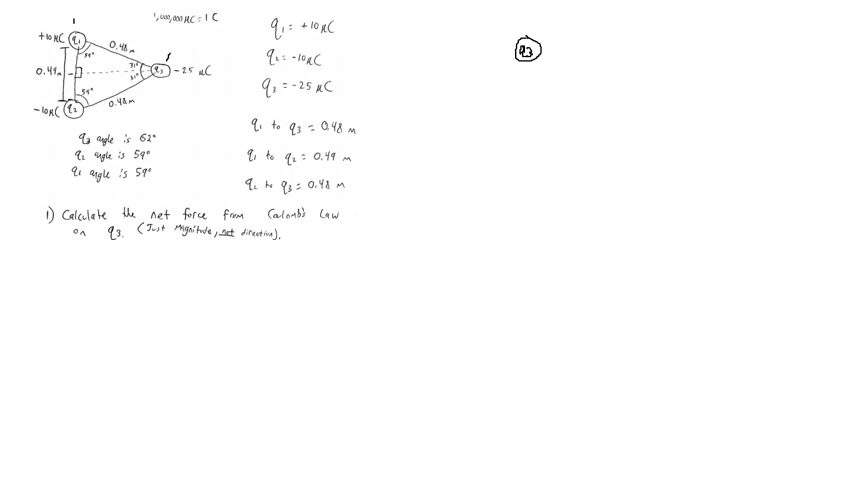 1,000,000 μC = 1 C
+10 μC
q1
0.48 m
59°
0.49 m
31°
31°
q3
-25 μC
59°
-10 μC
q2
0.48 m
q3 angle is 62°
q2 angle is 59°
q1 angle is 59°
q1 = +10 μC
q2 = -10 μC
q3 = -25 μC
q1 to q3 = 0.48 m
q1 to q2 = 0.49 m
q2 to q3 = 0.48 m
1) Calculate the net force from Coulomb's Law
on q3. (Just Magnitude, not direction).
q3